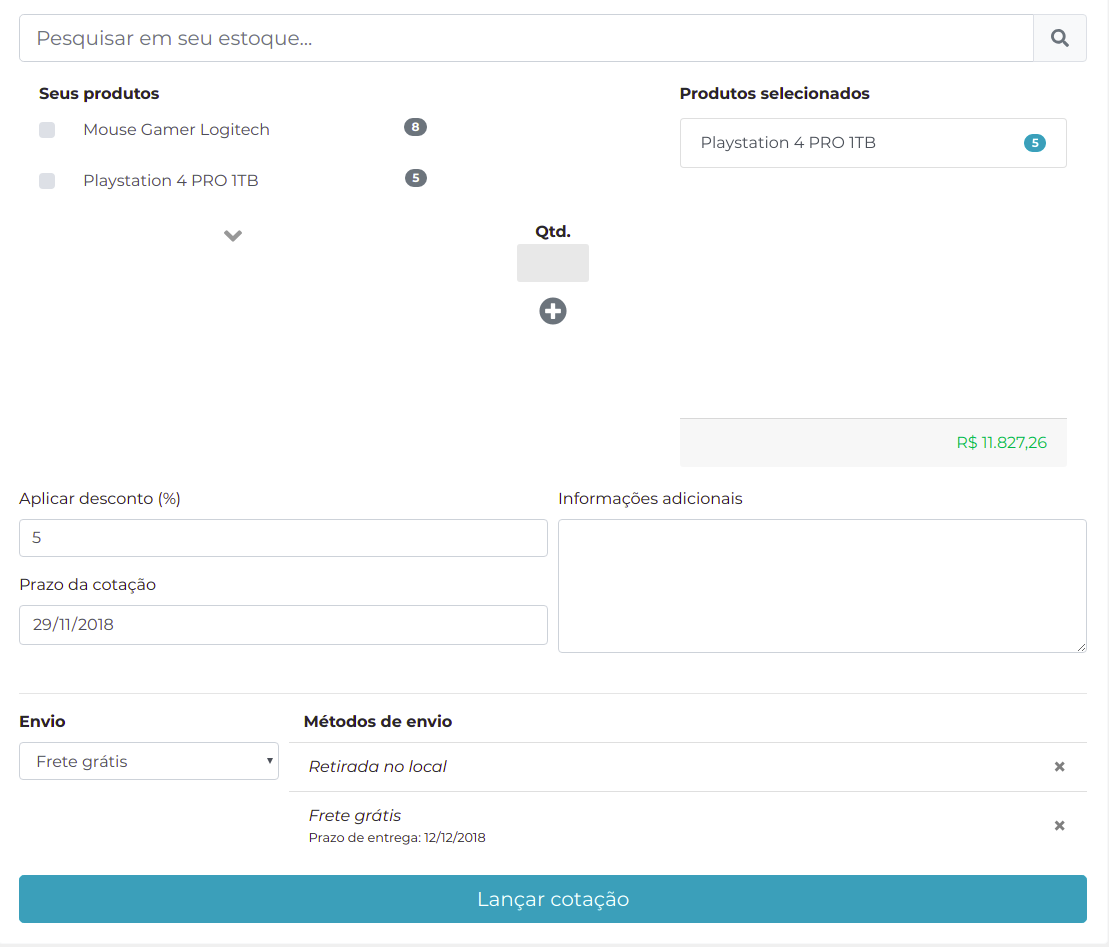 Pesquisar em seu estoque...
Seus produtos
Mouse Gamer Logitech 8
Playstation 4 PRO 1TB 5
Qtd.
Produtos selecionados
Playstation 4 PRO 1TB 5
R$ 11.827,26
Aplicar desconto (%)
5
Prazo da cotação
29/11/2018
Informações adicionais
Envio
Frete grátis
Métodos de envio
Retirada no local
Frete grátis
Prazo de entrega: 12/12/2018
Lançar cotação